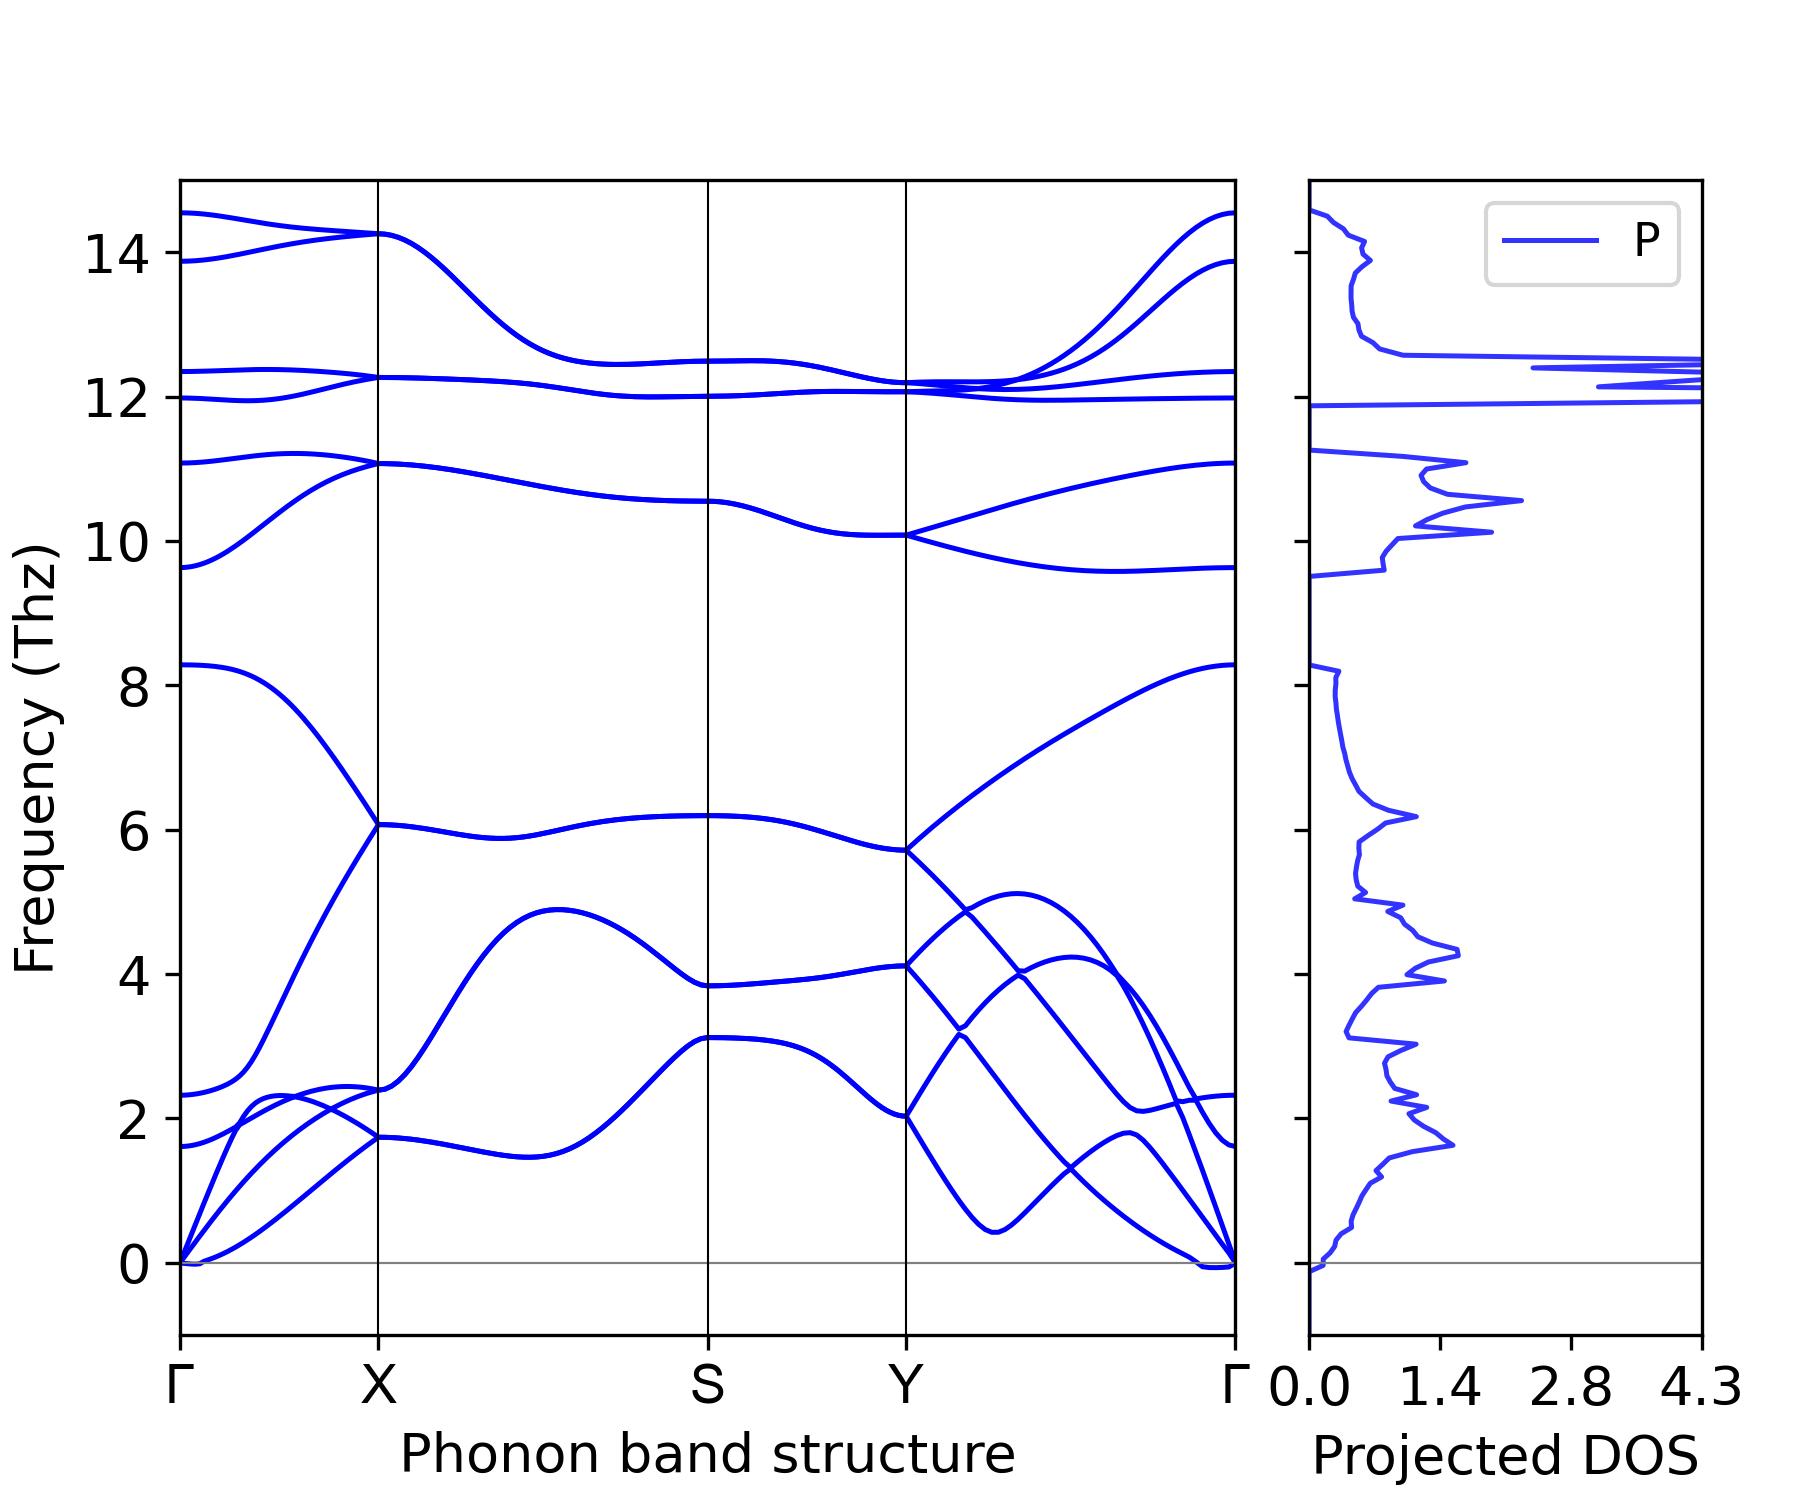 14
12
10
8
6
4
2
0
Frequency (Thz)
Γ X S Y Γ
Phonon band structure
P
0.0 1.4 2.8 4.3
Projected DOS